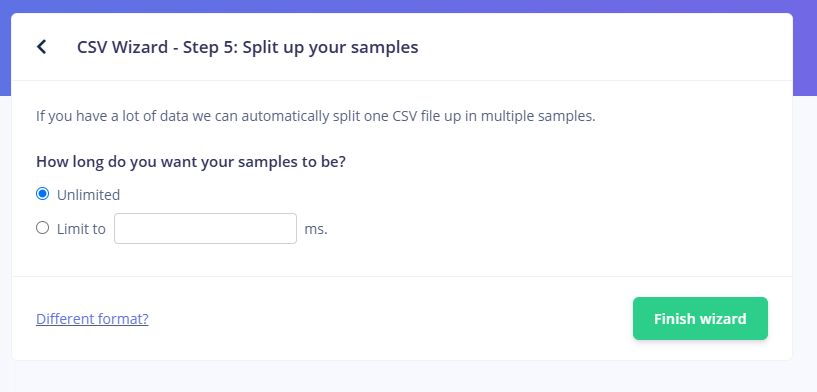 CSV Wizard - Step 5: Split up your samples
If you have a lot of data we can automatically split one CSV file up in multiple samples.
How long do you want your samples to be?
Unlimited
Limit to ms.
Different format? Finish wizard